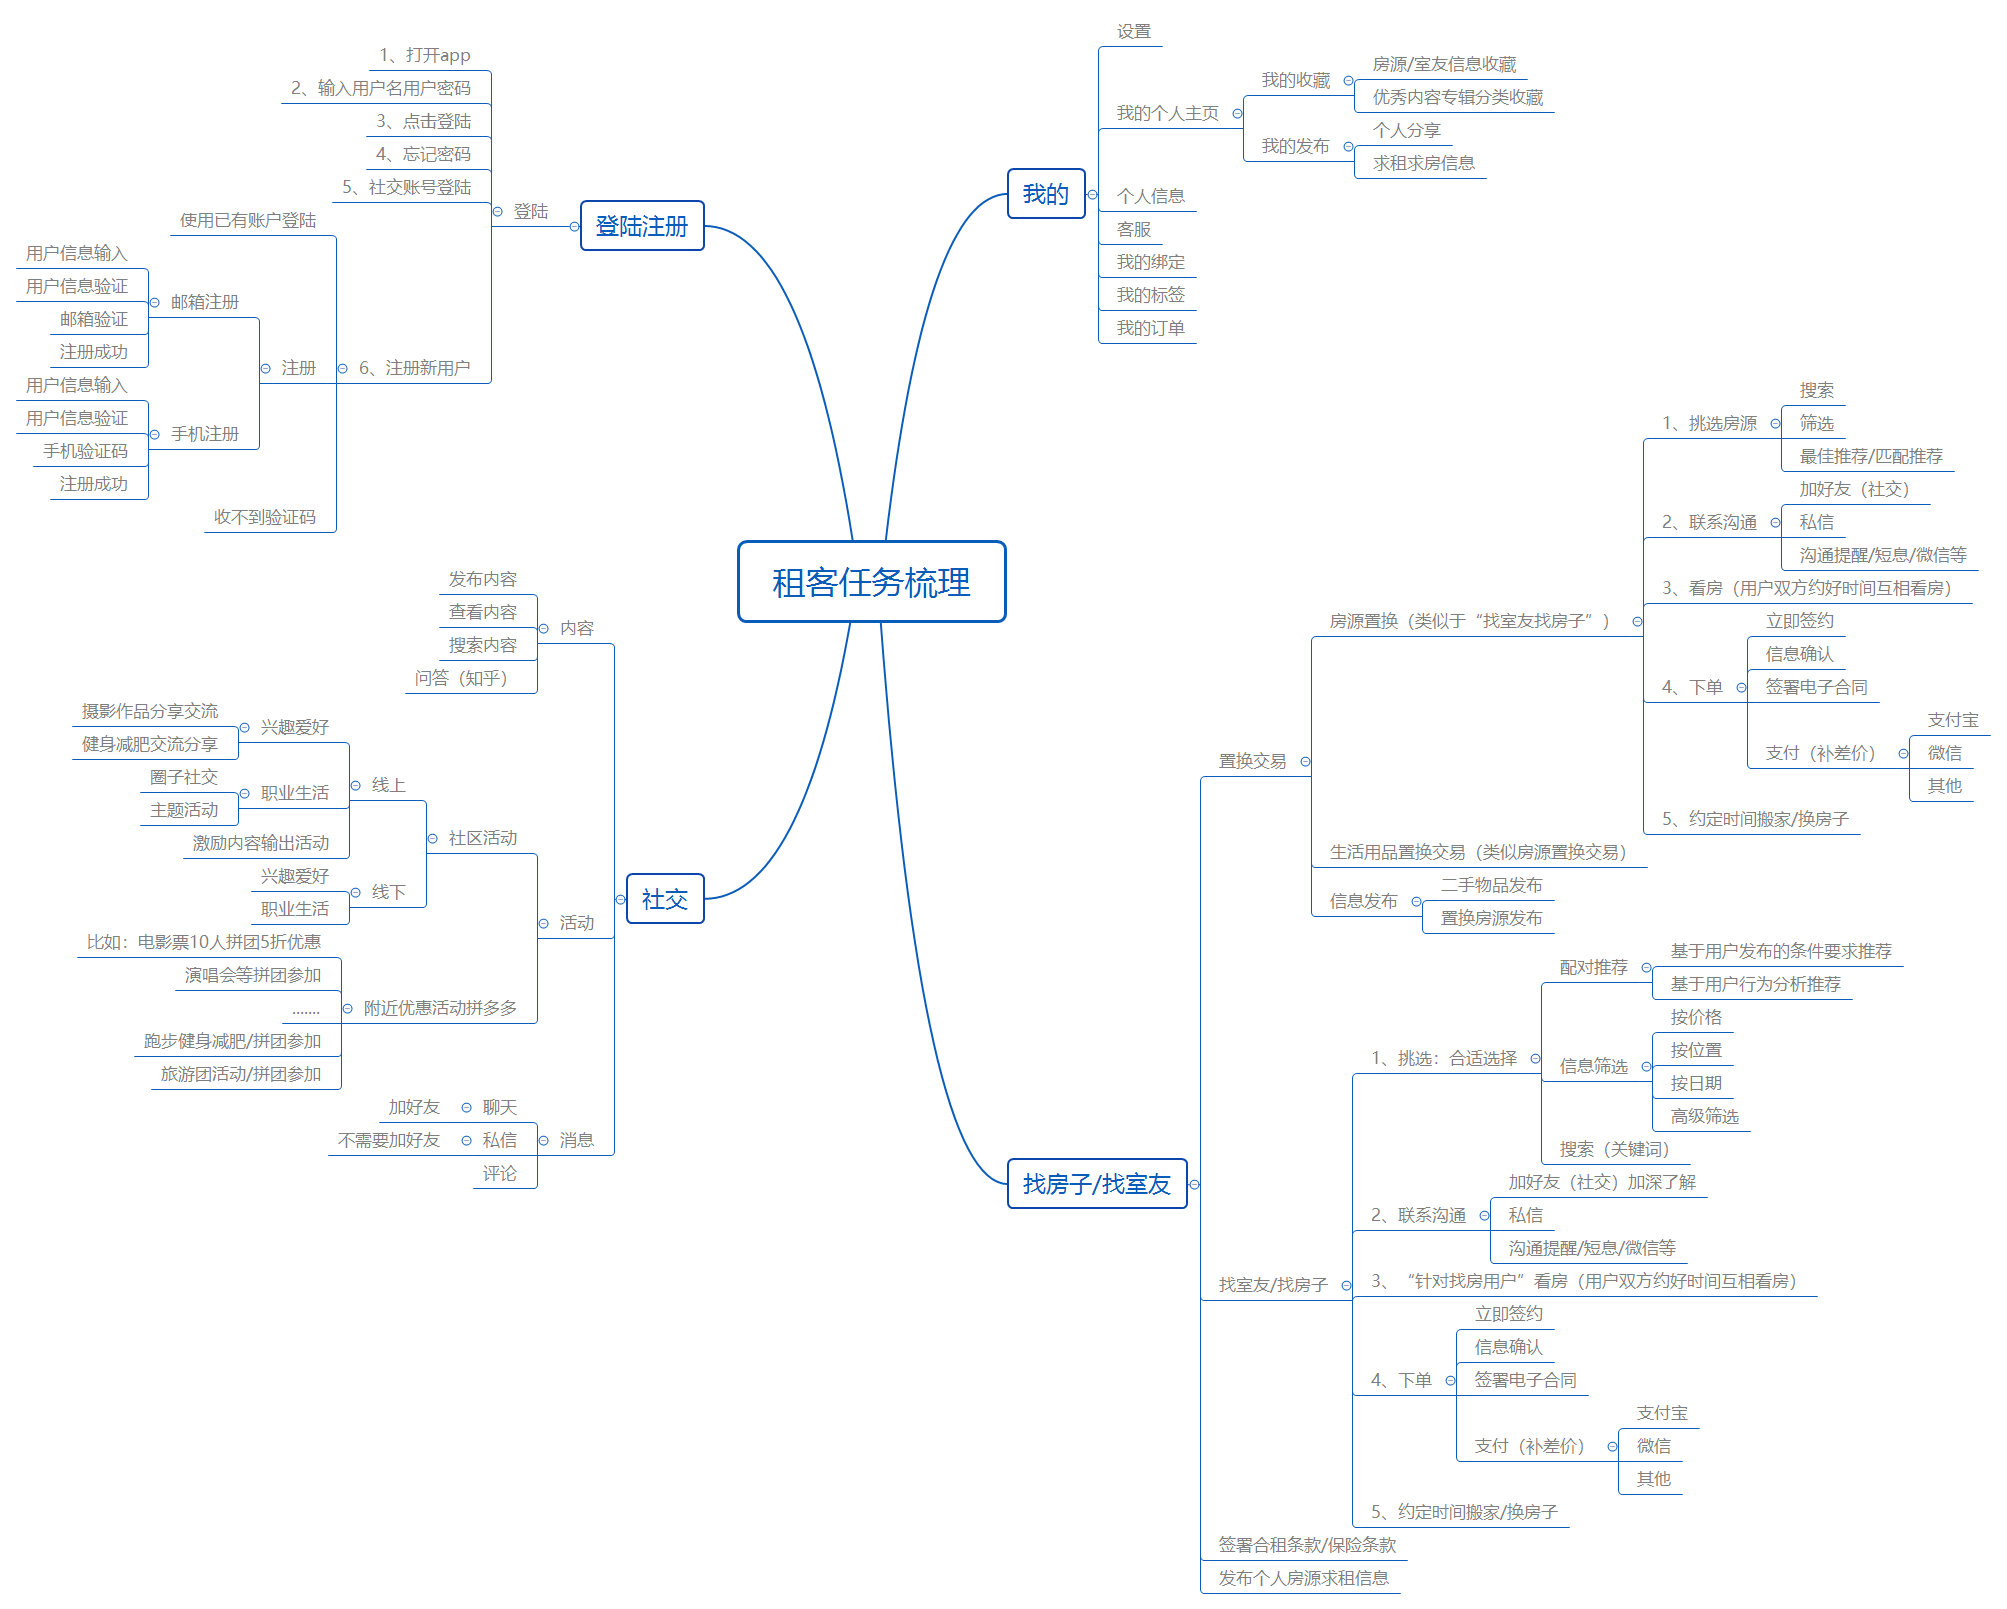 租客任务梳理
我的
设置
我的个人主页
我的收藏
房源/室友信息收藏
优秀内容专辑分类收藏
我的发布
个人分享
求租求房信息
个人信息
客服
我的绑定
我的标签
我的订单
找房子/找室友
置换交易
房源置换（类似于“找室友找房子”）
1、挑选房源
搜索
筛选
最佳推荐/匹配推荐
2、联系沟通
加好友（社交）
私信
沟通提醒/短息/微信等
3、看房（用户双方约好时间互相看房）
4、下单
立即签约
信息确认
签署电子合同
支付（补差价）
支付宝
微信
其他
5、约定时间搬家/换房子
生活用品置换交易（类似房源置换交易）
信息发布
二手物品发布
置换房源发布
找室友/找房子
1、挑选：合适选择
配对推荐
基于用户发布的条件要求推荐
基于用户行为分析推荐
信息筛选
按价格
按位置
按日期
高级筛选
搜索（关键词）
2、联系沟通
加好友（社交）加深了解
私信
沟通提醒/短息/微信等
3、“针对找房用户”看房（用户双方约好时间互相看房）
4、下单
立即签约
信息确认
签署电子合同
支付（补差价）
支付宝
微信
其他
5、约定时间搬家/换房子
签署合租条款/保险条款
发布个人房源求租信息
登陆注册
登陆
1、打开app
2、输入用户名用户密码
3、点击登陆
4、忘记密码
5、社交账号登陆
6、注册新用户
使用已有账户登陆
注册
邮箱注册
用户信息输入
用户信息验证
邮箱验证
注册成功
手机注册
用户信息输入
用户信息验证
手机验证码
注册成功
收不到验证码
社交
内容
发布内容
查看内容
搜索内容
问答（知乎）
活动
社区活动
线上
兴趣爱好
摄影作品分享交流
健身减肥交流分享
职业生活
圈子社交
主题活动
激励内容输出活动
线下
兴趣爱好
职业生活
附近优惠活动拼多多
比如：电影票10人拼团5折优惠
演唱会等拼团参加
.......
跑步健身减肥/拼团参加
旅游团活动/拼团参加
消息
聊天
加好友
私信
不需要加好友
评论